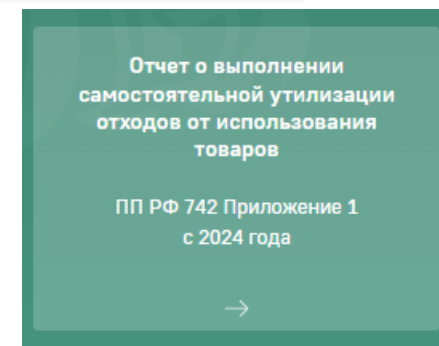 Отчет о выполнении
самостоятельной утилизации
отходов от использования
товаров
ПП РФ 742 Приложение 1
с 2024 года